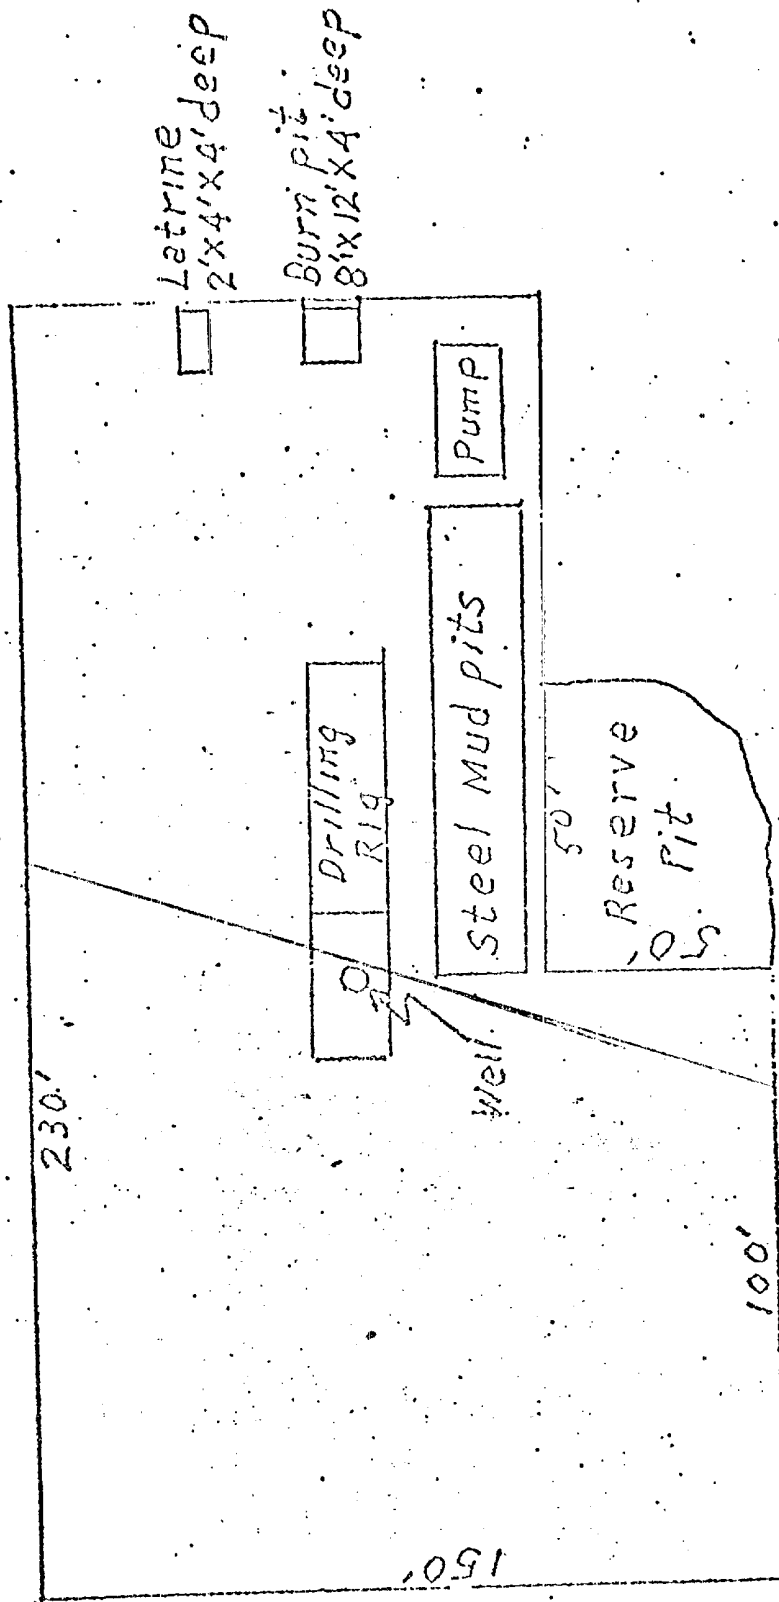 Latrine
2'x4'x4' deep
Burn pit
8'x12'x4' deep
230'
Drilling
Rig
Pump
Steel Mud pits
Well
50'
Reserve
Pit
50'
100'
150'